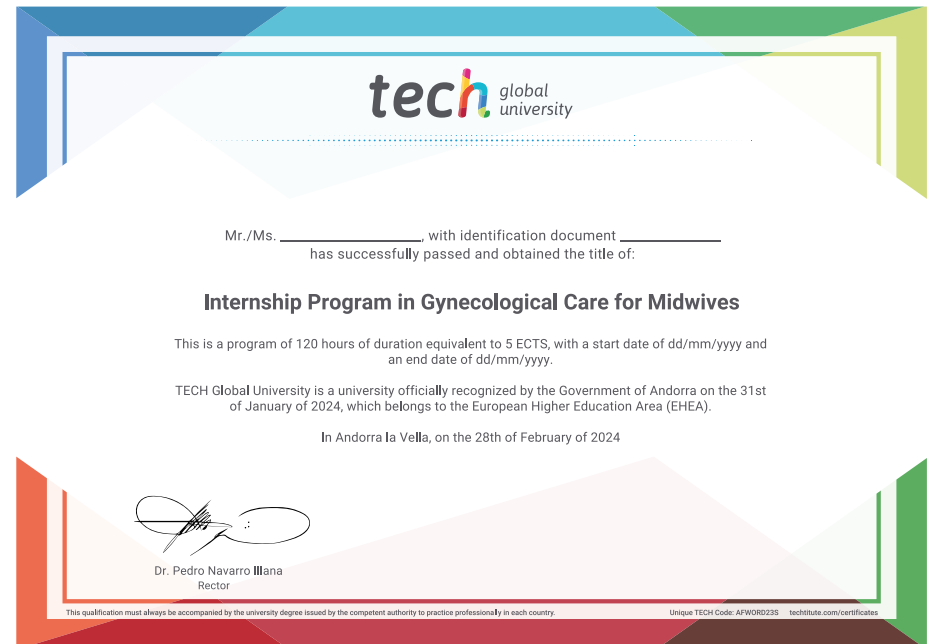 tech global university
Mr./Ms. ____________, with identification document ____________
has successfully passed and obtained the title of:
Internship Program in Gynecological Care for Midwives
This is a program of 120 hours of duration equivalent to 5 ECTS, with a start date of dd/mm/yyyy and
an end date of dd/mm/yyyy.
TECH Global University is a university officially recognized by the Government of Andorra on the 31st
of January of 2024, which belongs to the European Higher Education Area (EHEA).
In Andorra la Vella, on the 28th of February of 2024
Dr. Pedro Navarro Illana
Rector
This qualification must always be accompanied by the university degree issued by the competent authority to practice professionally in each country.
Unique TECH Code: AFWORD23S techtitute.com/certificates